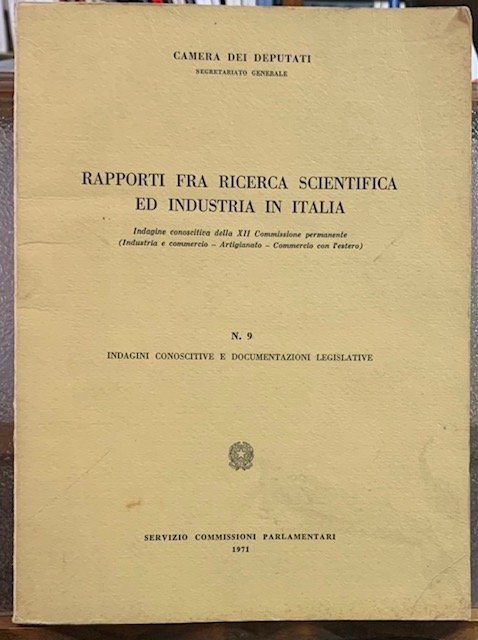 CAMERA DEI DEPUTATI
SEGRETARIATO GENERALE
RAPPORTI FRA RICERCA SCIENTIFICA
ED INDUSTRIA IN ITALIA
Indagine conoscitiva della XII Commissione permanente
(Industria e commercio – Artigianato – Commercio con l'estero)
N. 9
INDAGINI CONOSCITIVE E DOCUMENTAZIONI LEGISLATIVE
SERVIZIO COMMISSIONI PARLAMENTARI
1971